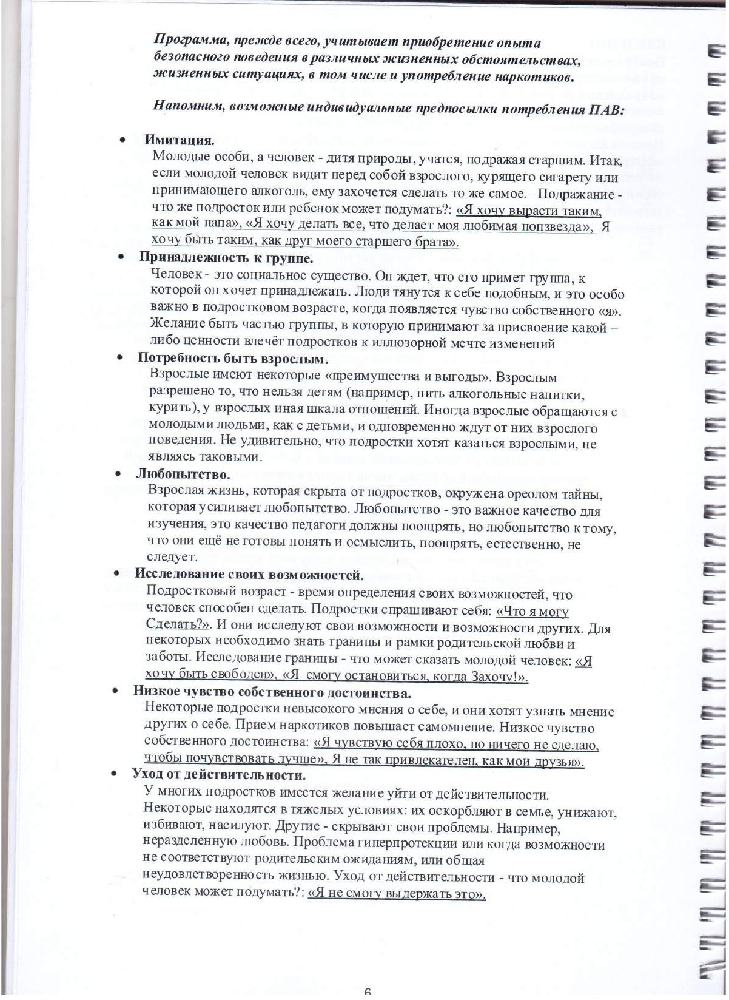 Программа, прежде всего, учитывает приобретение опыта
безопасного поведения в различных жизненных обстоятельствах,
жизненных ситуациях, в том числе и употребление наркотиков.
Напомним, возможные индивидуальные предпосылки потребления ПАВ:
• Имитация.
Молодые особи, а человек - дитя природы, учатся, подражая старшим. Итак,
если молодой человек видит перед собой взрослого, курящего сигарету или
принимающего алкоголь, ему захочется сделать то же самое. Подражание -
что же подросток или ребенок может подумать?: «Я хочу вырасти таким,
как мой папа», «Я хочу делать все, что делает моя любимая попзвезда», Я
хочу быть таким, как друг моего старшего брата».
• Принадлежность к группе.
Человек - это социальное существо. Он ждет, что его примет группа, к
которой он хочет принадлежать. Люди тянутся к себе подобным, и это особо
важно в подростковом возрасте, когда появляется чувство собственного «я».
Желание быть частью группы, в которую принимают за присвоение какой –
либо ценности влечёт подростков к иллюзорной мечте изменений
• Потребность быть взрослым.
Взрослые имеют некоторые «преимущества и выгоды». Взрослым
разрешено то, что нельзя детям (например, пить алкогольные напитки,
курить), у взрослых иная шкала отношений. Иногда взрослые обращаются с
молодыми людьми, как с детьми, и одновременно ждут от них взрослого
поведения. Не удивительно, что подростки хотят казаться взрослыми, не
являясь таковыми.
• Любопытство.
Взрослая жизнь, которая скрыта от подростков, окружена ореолом тайны,
которая усиливает любопытство. Любопытство - это важное качество для
изучения, это качество педагоги должны поощрять, но любопытство к тому,
что они ещё не готовы понять и осмыслить, поощрять, естественно, не
следует.
• Исследование своих возможностей.
Подростковый возраст - время определения своих возможностей, что
человек способен сделать. Подростки спрашивают себя: «Что я могу
Сделать?». И они исследуют свои возможности и возможности других. Для
некоторых необходимо знать границы и рамки родительской любви и
заботы. Исследование границы - что может сказать молодой человек: «Я
хочу быть свободен», «Я смогу остановиться, когда Захочу!».
• Низкое чувство собственного достоинства.
Некоторые подростки невысокого мнения о себе, и они хотят узнать мнение
других о себе. Прием наркотиков повышает самомнение. Низкое чувство
собственного достоинства: «Я чувствую себя плохо, но ничего не сделаю,
чтобы почувствовать лучше», Я не так привлекателен, как мои друзья».
• Уход от действительности.
У многих подростков имеется желание уйти от действительности.
Некоторые находятся в тяжелых условиях: их оскорбляют в семье, унижают,
избивают, насилуют. Другие - скрывают свои проблемы. Например,
неразделенную любовь. Проблема гиперпротекции или когда возможности
не соответствуют родительским ожиданиям, или общая
неудовлетворенность жизнью. Уход от действительности - что молодой
человек может подумать?: «Я не смогу выдержать это».
6